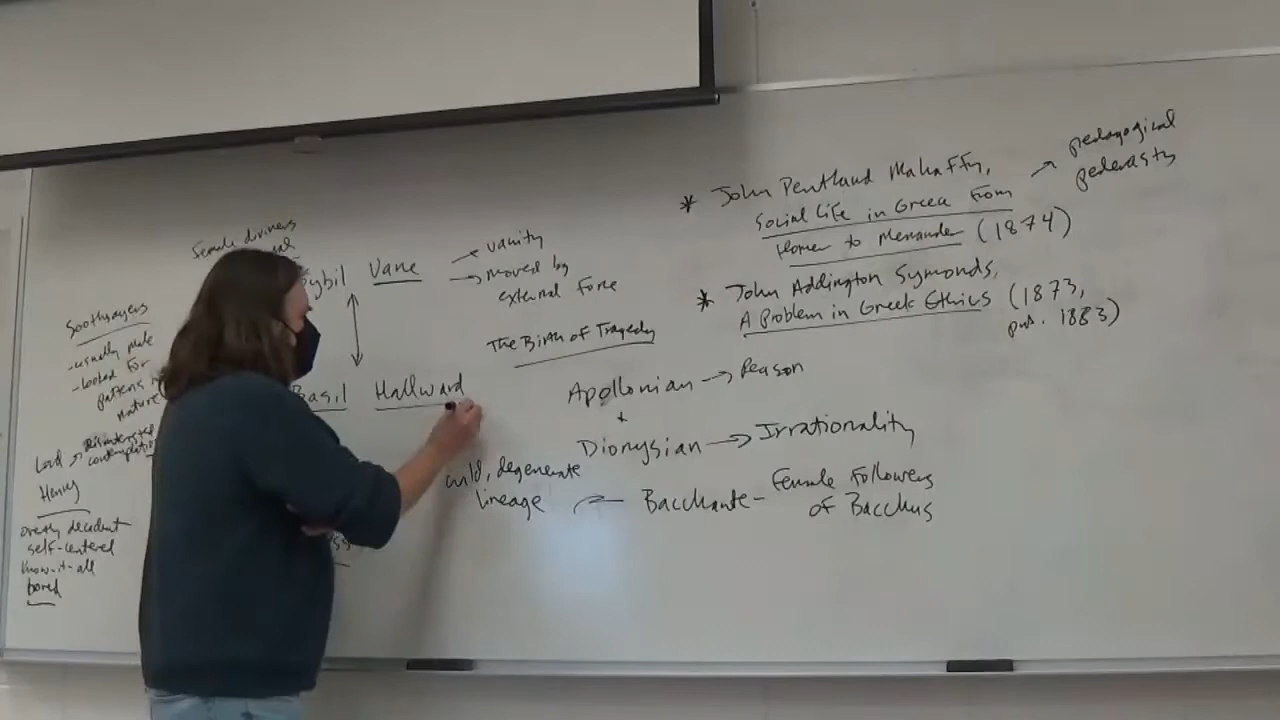 Female diviners
Sybil Vane
vanity
moved by
external force
Soothsayers
- usually male
- looked for
patterns
nature
Basil Hallward
Lord
Henry
disinterested
contemplation
overly decadent
self-centered
know-it-all
bored
The Birth of Tragedy
Apollonian → Reason
+
Dionysian → Irrationality
Bacchante - Female Followers
of Bacchus
wild, degenerate
lineage
* John Pentland Mahaffy,
Social Life in Greece From
Homer to Menander (1874)
→ pedagogical
pederasty
* John Addington Symonds,
A Problem in Greek Ethics (1873,
pub. 1883)